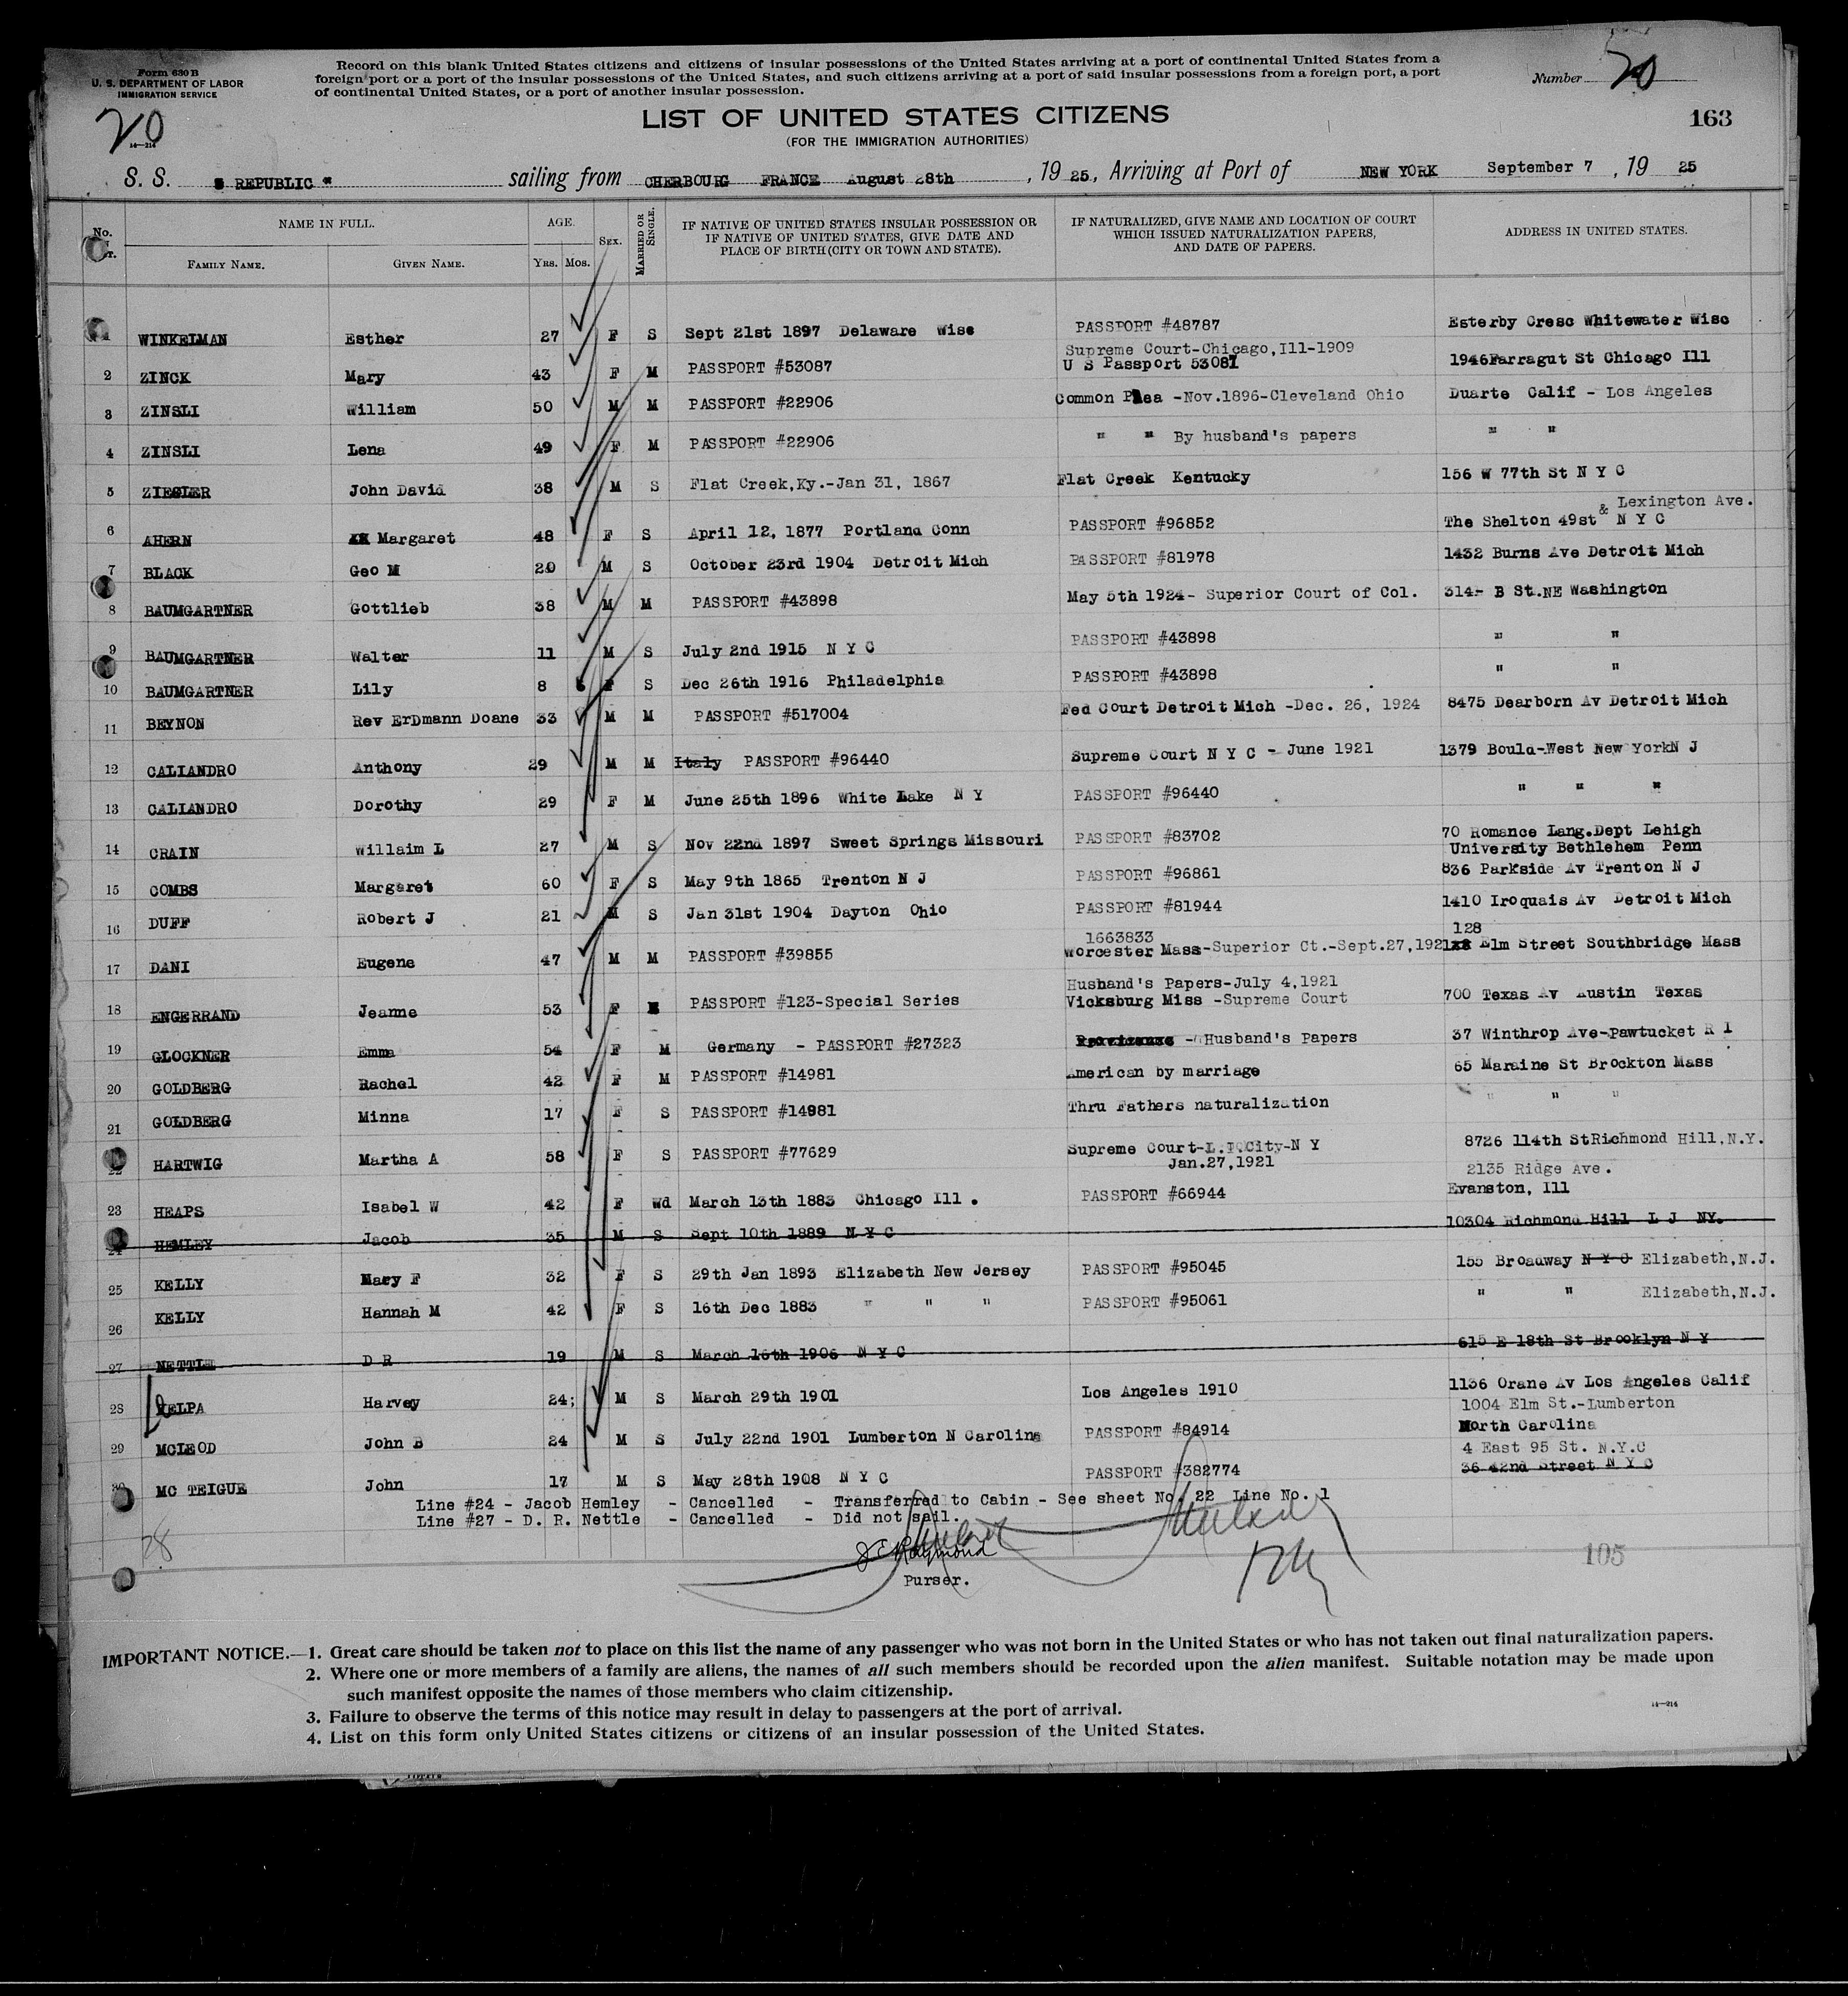 Form 630 B
U. S. DEPARTMENT OF LABOR
IMMIGRATION SERVICE
Record on this blank United States citizens and citizens of insular possessions of the United States arriving at a port of continental United States from a
foreign port or a port of the insular possessions of the United States, and such citizens arriving at a port of said insular possessions from a foreign port, a port
of continental United States, or a port of another insular possession.
Number 20
20
14—214
163
LIST OF UNITED STATES CITIZENS
(FOR THE IMMIGRATION AUTHORITIES)
S. S. " REPUBLIC " sailing from CHERBOURG FRANCE August 28th , 19 25, Arriving at Port of NEW YORK September 7 , 19 25
No. NAME IN FULL. AGE. SEX. MARRIED OR SINGLE. IF NATIVE OF UNITED STATES INSULAR POSSESSION OR IF NATIVE OF UNITED STATES, GIVE DATE AND PLACE OF BIRTH (CITY OR TOWN AND STATE). IF NATURALIZED, GIVE NAME AND LOCATION OF COURT WHICH ISSUED NATURALIZATION PAPERS, AND DATE OF PAPERS. ADDRESS IN UNITED STATES.
FAMILY NAME. GIVEN NAME. YRS. MOS.
1 WINKELMAN Esther 27 F S Sept 21st 1897 Delaware Wisc PASSPORT #48787 Esterby Cresc Whitewater Wisc
2 ZINCK Mary 43 F M PASSPORT #53087 Supreme Court-Chicago,Ill-1909 U S Passport 53087 1946Farragut St Chicago Ill
3 ZINSLI William 50 M M PASSPORT #22906 Common Plea -Nov.1896-Cleveland Ohio Duarte Calif - Los Angeles
4 ZINSLI Lena 49 F M PASSPORT #22906 " " By husband's papers " "
5 ZIEGLER John David 38 M S Flat Creek,Ky.-Jan 31, 1867 Flat Creek Kentucky 156 W 77th St N Y C
6 AHERN Margaret 48 F S April 12, 1877 Portland Conn PASSPORT #96852 The Shelton 49st & Lexington Ave. N Y C
7 BLACK Geo M 20 M S October 23rd 1904 Detroit Mich PASSPORT #81978 1432 Burns Ave Detroit Mich
8 BAUMGARTNER Gottlieb 38 M M PASSPORT #43898 May 5th 1924- Superior Court of Col. 314- B St.NE Washington
9 BAUMGARTNER Walter 11 M S July 2nd 1915 N Y C PASSPORT #43898 " "
10 BAUMGARTNER Lily 8 F S Dec 26th 1916 Philadelphia PASSPORT #43898 " "
11 BEYNON Rev ErDmann Doane 33 M M PASSPORT #517004 Fed Court Detroit Mich -Dec. 26, 1924 8475 Dearborn Av Detroit Mich
12 CALIANDRO Anthony 29 M M Italy PASSPORT #96440 Supreme Court N Y C - June 1921 1379 Bould-West New YorkN J
13 CALIANDRO Dorothy 29 F M June 25th 1896 White Lake N Y PASSPORT #96440 " " "
14 CRAIN Willaim L 27 M S Nov 22nd 1897 Sweet Springs Missouri PASSPORT #83702 70 Romance Lang.Dept Lehigh University Bethlehem Penn
15 COMBS Margaret 60 F S May 9th 1865 Trenton N J PASSPORT #96861 836 Parkside Av Trenton N J
16 DUFF Robert J 21 M S Jan 31st 1904 Dayton Ohio PASSPORT #81944 1410 Iroquais Av Detroit Mich
17 DANI Eugene 47 M M PASSPORT #39855 1663833 Worcester Mass-Superior Ct.-Sept.27,1921 128 Elm Street Southbridge Mass
18 ENGERRAND Jeanne 53 F PASSPORT #123-Special Series Husband's Papers-July 4,1921 Vicksburg Miss -Supreme Court 700 Texas Av Austin Texas
19 GLOCKNER Emma 54 F M Germany - PASSPORT #27323 - Husband's Papers 37 Winthrop Ave-Pawtucket R I
20 GOLDBERG Rachel 42 F M PASSPORT #14981 American by marriage 65 Maraine St Brockton Mass
21 GOLDBERG Minna 17 F S PASSPORT #14981 Thru Fathers naturalization " " "
22 HARTWIG Martha A 58 F S PASSPORT #77629 Supreme Court-L.I.City-N Y Jan.27,1921 8726 114th StRichmond Hill,N.Y.
23 HEAPS Isabel W 42 F Wd March 13th 1883 Chicago Ill . PASSPORT #66944 2135 Ridge Ave. Evanston, Ill
24 HEMLEY Jacob 35 M S Sept 10th 1889 N Y C 10304 Richmond Hill L J NY.
25 KELLY Mary F 32 F S 29th Jan 1893 Elizabeth New Jersey PASSPORT #95045 155 Broadway N Y C Elizabeth,N.J.
26 KELLY Hannah M 42 F S 16th Dec 1883 " " " PASSPORT #95061 " " Elizabeth,N.J.
27 NETTLE D R 19 M S March 16th 1906 N Y C 615 E 18th St Brooklyn N Y
28 HELPA Harvey 24; M S March 29th 1901 Los Angeles 1910 1136 Orane Av Los Angeles Calif
29 MCLEOD John B 24 M S July 22nd 1901 Lumberton N Carolina PASSPORT #84914 1004 Elm St.-Lumberton North Carolina
30 MC TEIGUE John 17 M S May 28th 1908 N Y C PASSPORT #382774 4 East 95 St. N.Y.C 36 42nd Street N Y C
Line #24 - Jacob Hemley - Cancelled - Transferred to Cabin - See sheet No. 22 Line No. 1
Line #27 - D. R. Nettle - Cancelled - Did not sail.
28
Raymond
Purser.
105
IMPORTANT NOTICE.—1. Great care should be taken not to place on this list the name of any passenger who was not born in the United States or who has not taken out final naturalization papers.
2. Where one or more members of a family are aliens, the names of all such members should be recorded upon the alien manifest. Suitable notation may be made upon
such manifest opposite the names of those members who claim citizenship.
3. Failure to observe the terms of this notice may result in delay to passengers at the port of arrival.
4. List on this form only United States citizens or citizens of an insular possession of the United States.
14—214